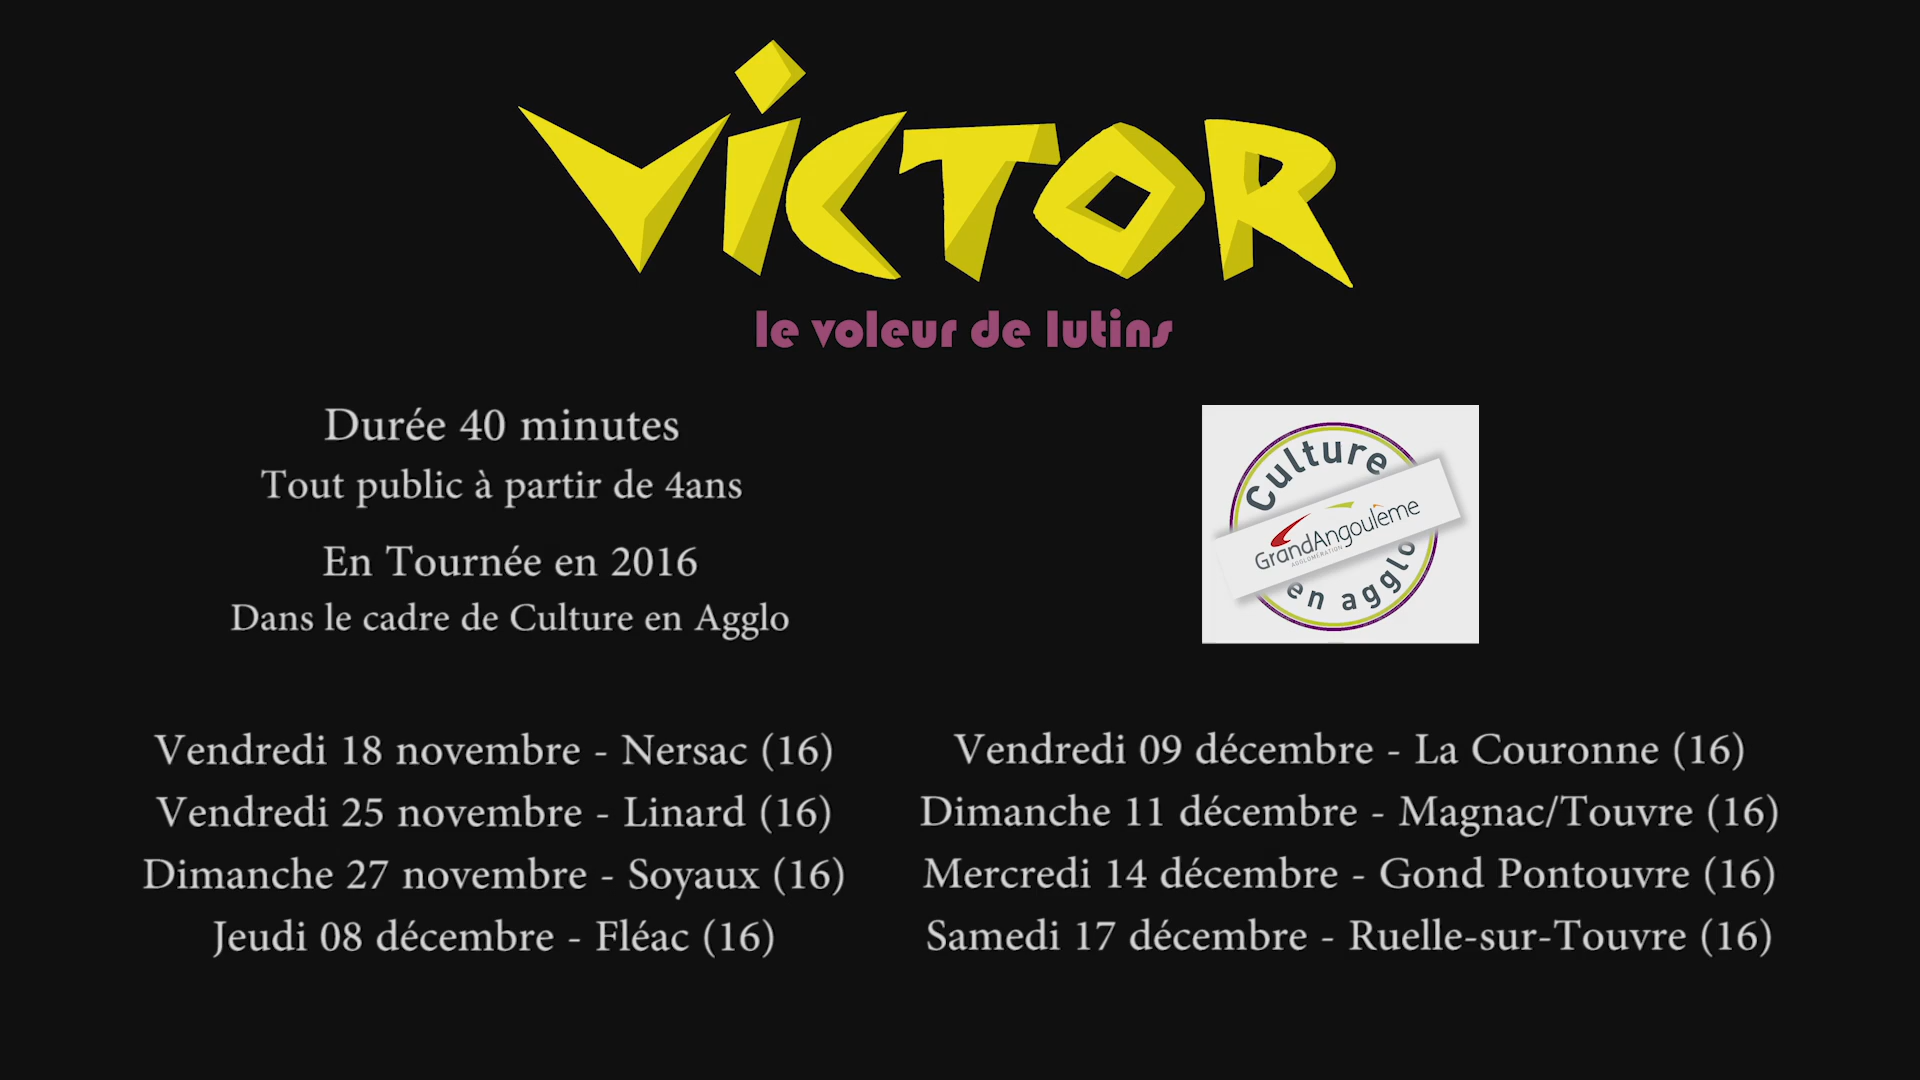 VICTOR
le voleur de lutins
Durée 40 minutes
Tout public à partir de 4ans
En Tournée en 2016
Dans le cadre de Culture en Agglo
Culture
GrandAngoulême
AGGLOMÉRATION
en agglo
Vendredi 18 novembre - Nersac (16)
Vendredi 25 novembre - Linard (16)
Dimanche 27 novembre - Soyaux (16)
Jeudi 08 décembre - Fléac (16)
Vendredi 09 décembre - La Couronne (16)
Dimanche 11 décembre - Magnac/Touvre (16)
Mercredi 14 décembre - Gond Pontouvre (16)
Samedi 17 décembre - Ruelle-sur-Touvre (16)